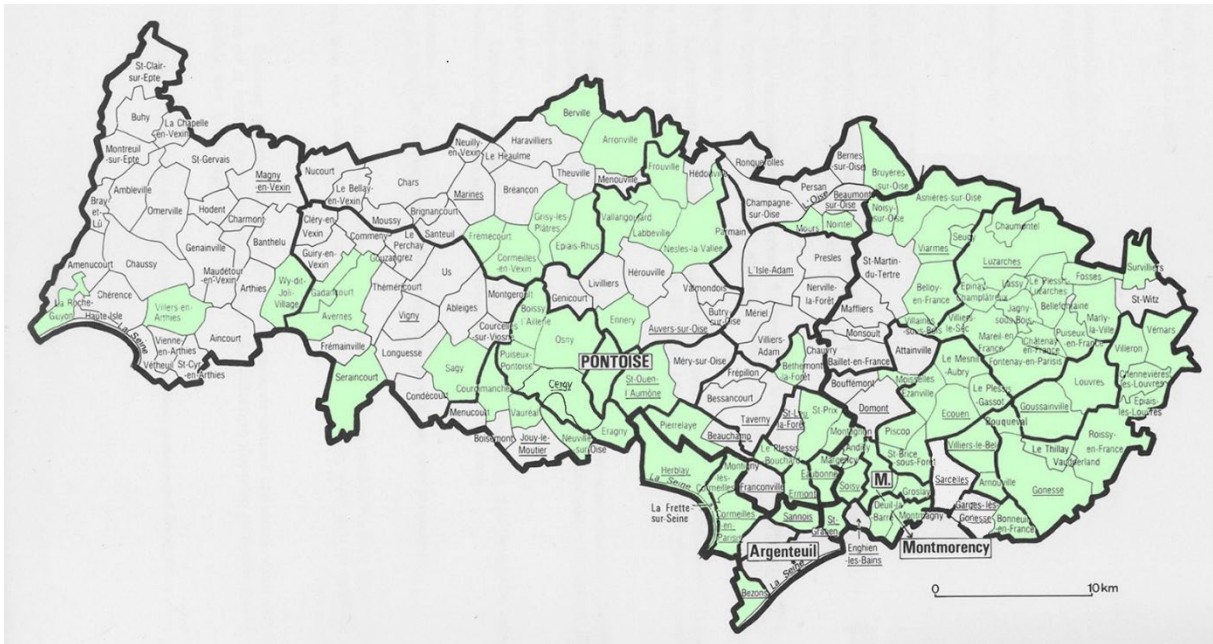 St-Clair-
sur-Epte
Buhy
La Chapelle
-en-Vexin
Montreuil
-sur-Epte
St-Gervais
Magny
-en-Vexin
Ambleville
Bray-
et-
Lû
Omerville
Hodent
Charmont
Genainville
Banthelu
Amenucourt
Chaussy
Maudétour
-en-Vexin
Arthies
Wy-dit-
Joli-
Village
La Roche-
Guyon
Chérence
Haute-Isle
La Seine
Villers-en-
Arthies
Vienne
-en-Arthies
Vétheuil
St-Cyr
-en-Arthies
Aincourt
Nucourt
Le Bellay
-en-Vexin
Cléry-en-
Vexin
Guiry-en-
Vexin
Gadancourt
Avernes
Frémainville
Seraincourt
Commeny
Gouzangrez
Le
Perchay
Moussy
Brignancourt
Santeuil
Chars
Marines
Neuilly-
en-Vexin
Le Heaulme
Haravilliers
Theuville
Bréançon
Menouville
Berville
Arronville
Grisy-les
Plâtres
Frémécourt
Cormeilles
-en-Vexin
Epiais-Rhus
Us
Théméricourt
Vigny
Ableiges
Longuesse
Condécourt
Sagy
Montgeroult
Courcelles
-sur-Viosne
Boissy
l'Aillerie
Puiseux-
Pontoise
Courdimanche
Menucourt
Boisemont
Vauréal
Jouy-le-
Moutier
Neuville
-sur-Oise
Cergy
Osny
Génicourt
Livilliers
Hérouville
Ennery
PONTOISE
St-Ouen-
l'Aumône
Eragny
Frouville
Hédouville
Vallangoujard
Labbeville
Nesles-la Vallée
Parmain
Valmondois
Butry-
sur-Oise
Auvers-sur-Oise
Méry-sur-Oise
Ronquerolles
Champagne-
sur-Oise
Persan
Bernes
-sur-Oise
L'Oise
Beaumont
-sur-Oise
Mours
Nointel
Presles
L'Isle-Adam
Nerville-
la-Forêt
Mériel
Villiers-
Adam
Maffliers
Monsoult
Baillet-en-France
Chauvry
Béthemont
la-Forêt
Frépillon
Bessancourt
Taverny
Pierrelaye
Beauchamp
Herblay
La Seine
La Frette
-sur-Seine
Montigny
-les-
Cormeilles
Cormeilles
-en-
Parisis
Franconville
Le Plessis
Bouchard
St-Leu
-la-Forêt
St-Prix
Montlignon
Andilly
Margency
Eaubonne
Ermont
Soisy
Sannois
St-
Gratien
Argenteuil
Bezons
La Seine
Enghien
-les-Bains
Montmorency
M.
Deuil-la
Barre
Montmagny
Groslay
St-Brice
-sous-Forêt
Piscop
Domont
Bouffémont
Ezanville
Moisselles
Attainville
Ecouen
Le Mesnil
-Aubry
Le Plessis
Gassot
Bouqueval
Villiers-le-Bel
Sarcelles
Arnouville
Garges-les
Gonesse
Bonneuil
-en-France
Gonesse
Le Thillay
Vauderland
Roissy-
en-France
Goussainville
Louvres
Epiais-
les-Louvres
Chennevières
-les-Louvres
Villeron
Vémars
St-Witz
Survilliers
Fosses
Marly-
la-Ville
Puiseux
-en-France
Bellefontaine
Le Plessis
Luzarches
Lassy
Jagny-
sous-Bois
Châtenay
-en-France
Mareil-en
-France
Fontenay-en-Parisis
Epinay-
Champlâtreux
Villiers-
le-Sec
Villaines
-sous-Bois
Belloy-
en-France
St-Martin-
du-Tertre
Viarmes
Seugy
Luzarches
Chaumontel
Asnières-sur-Oise
Noisy-
sur-Oise
Bruyères
-sur-Oise
0 10km